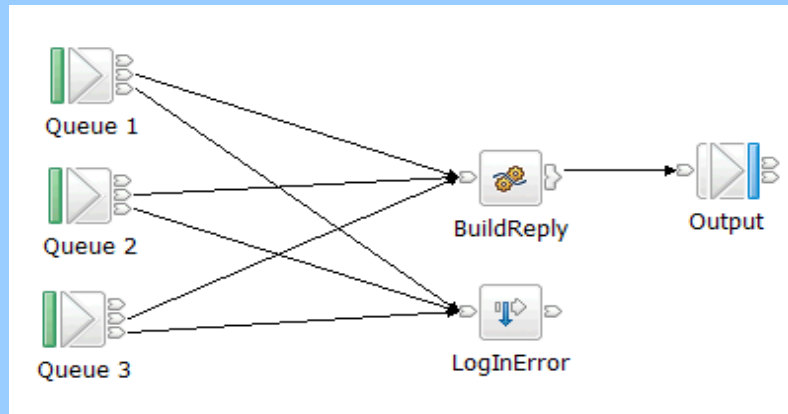 Queue 1
Queue 2
BuildReply
Output
Queue 3
LogInError